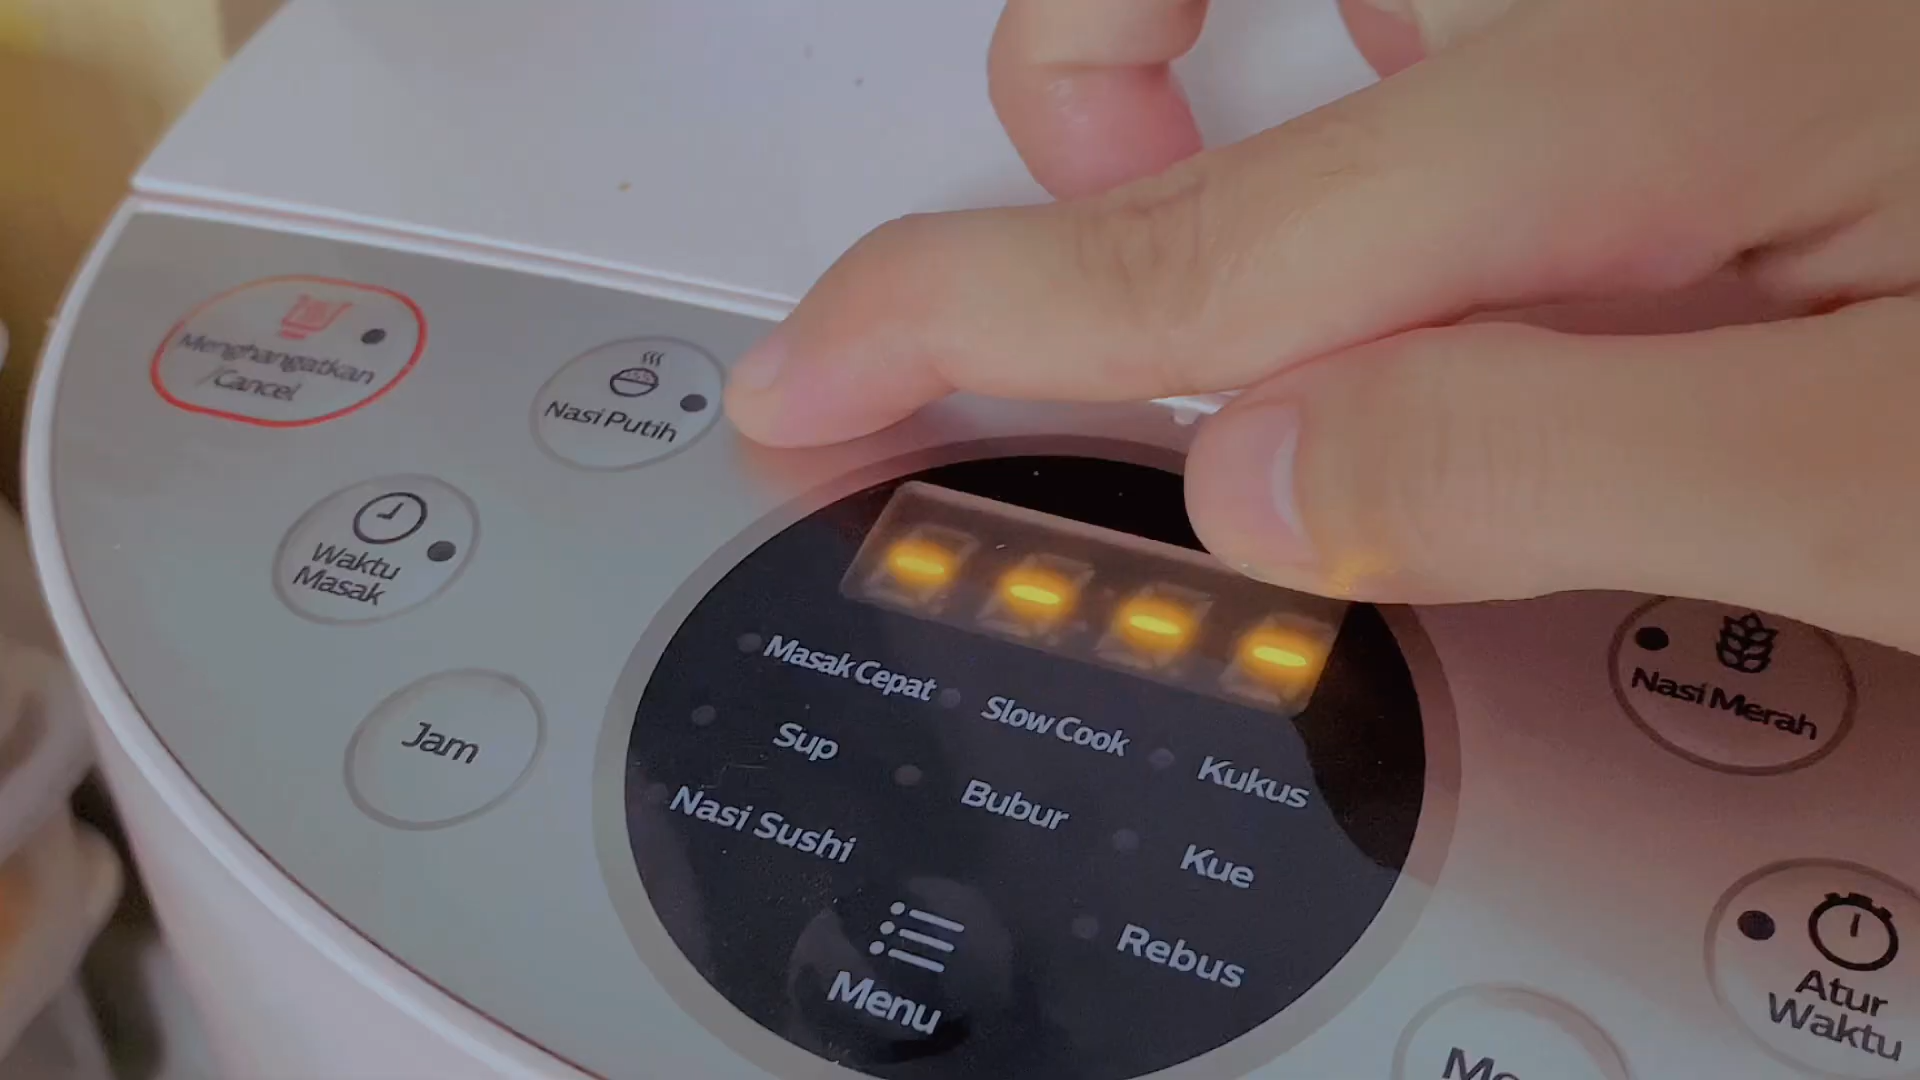 Menghangatkan
/Cancel
Nasi Putih
Waktu
Masak
Jam
Masak Cepat
Slow Cook
Kukus
Sup
Bubur
Kue
Nasi Sushi
Rebus
Menu
Nasi Merah
Atur
Waktu